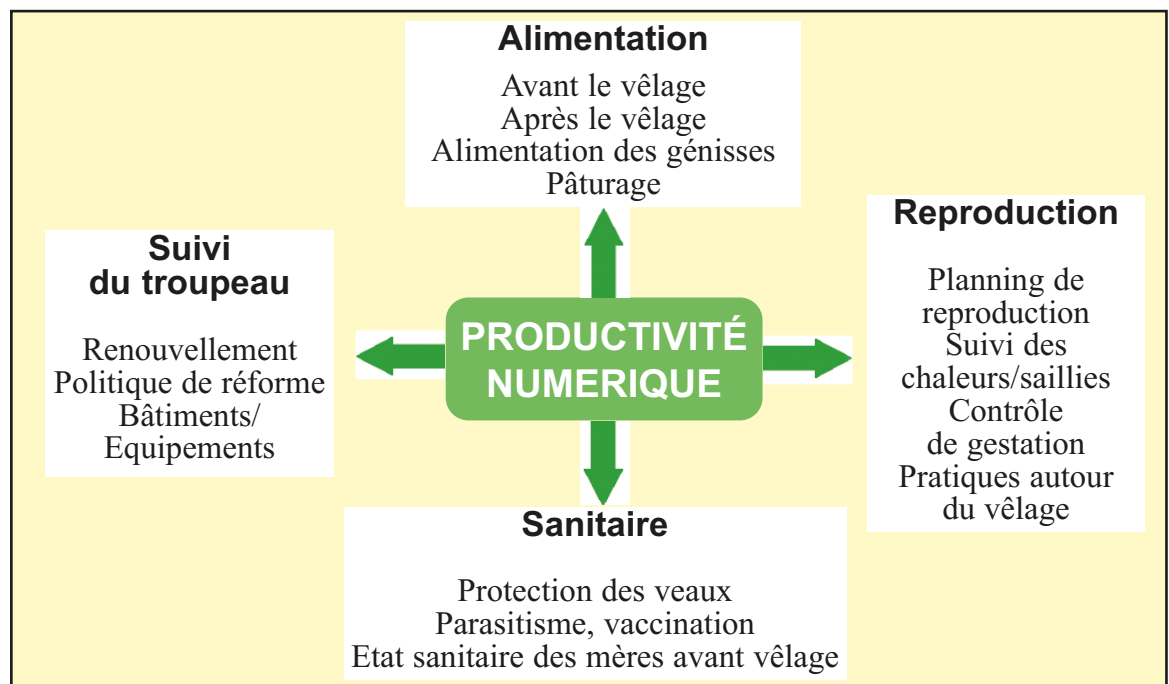 Alimentation
Avant le vêlage
Après le vêlage
Alimentation des génisses
Pâturage
Suivi
du troupeau
Renouvellement
Politique de réforme
Bâtiments/
Equipements
PRODUCTIVITÉ
NUMERIQUE
Reproduction
Planning de
reproduction
Suivi des
chaleurs/saillies
Contrôle
de gestation
Pratiques autour
du vêlage
Sanitaire
Protection des veaux
Parasitisme, vaccination
Etat sanitaire des mères avant vêlage